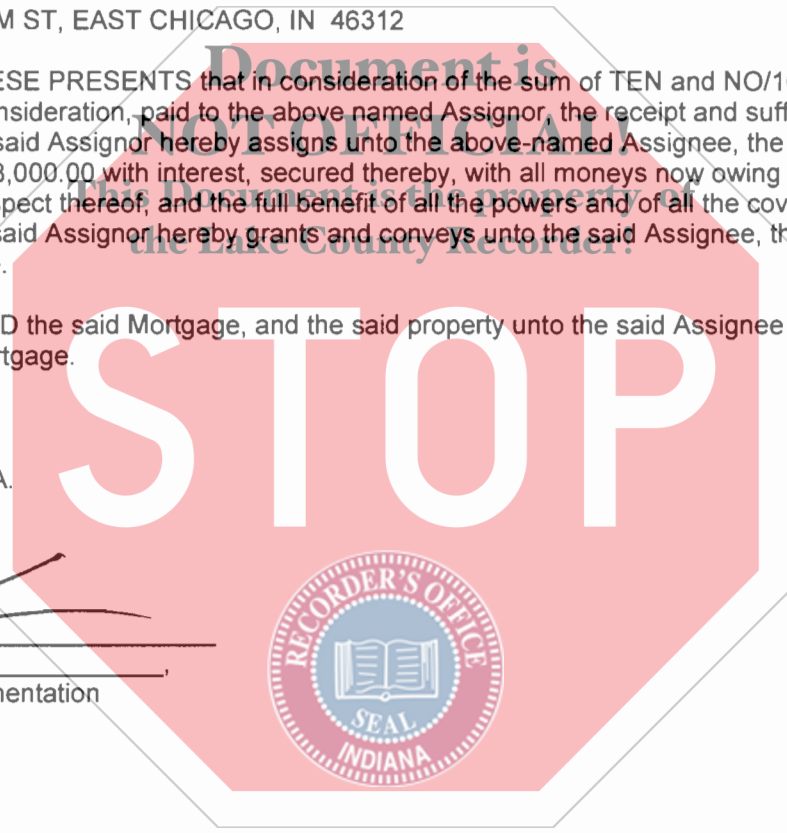 M ST, EAST CHICAGO, IN 46312
Document is
ESE PRESENTS that in consideration of the sum of TEN and NO/1
nsideration, paid to the above named Assignor, the receipt and suff
NOT OFFICIAL!
said Assignor hereby assigns unto the above-named Assignee, the
3,000.00 with interest, secured thereby, with all moneys now owing
This Document is the property of
spect thereof, and the full benefit of all the powers and of all the cov
said Assignor hereby grants and conveys unto the said Assignee, th
the Lake County Recorder!
D the said Mortgage, and the said property unto the said Assignee
rtgage.
STOP
A.
RECORDER'S OFFICE
SEAL
INDIANA
,
nentation